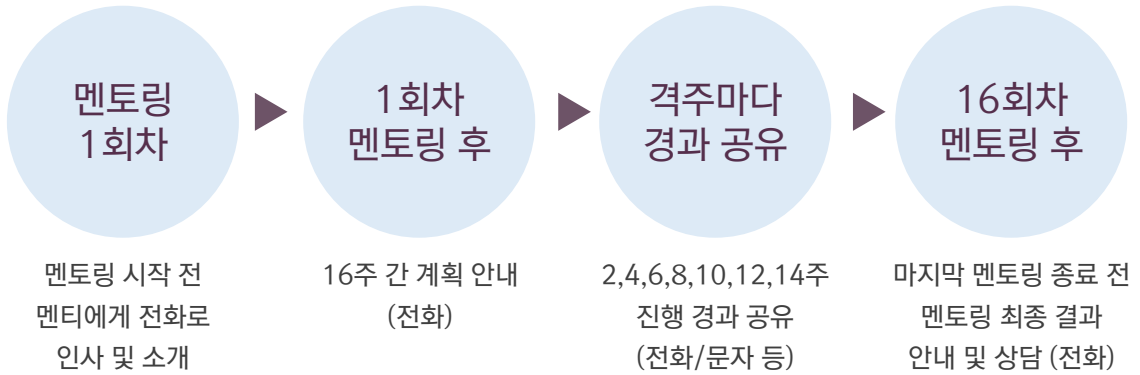 멘토링
1회차
1회차
멘토링 후
격주마다
경과 공유
16회차
멘토링 후
멘토링 시작 전
멘티에게 전화로
인사 및 소개
16주 간 계획 안내
(전화)
2,4,6,8,10,12,14주
진행 경과 공유
(전화/문자 등)
마지막 멘토링 종료 전
멘토링 최종 결과
안내 및 상담 (전화)